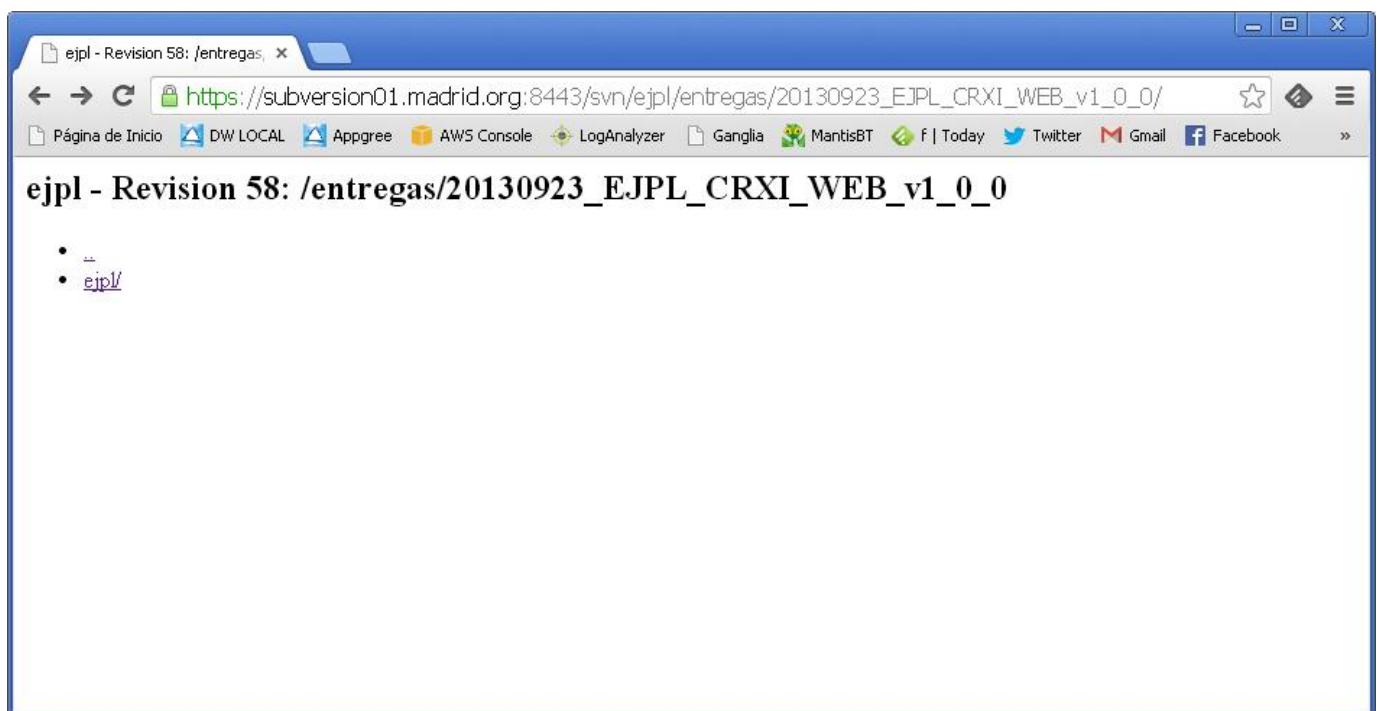 ejpl - Revision 58: /entregas,
https://subversion01.madrid.org:8443/svn/ejpl/entregas/20130923_EJPL_CRXI_WEB_v1_0_0/
Página de Inicio DW LOCAL Appgree AWS Console LogAnalyzer Ganglia MantisBT f | Today Twitter Gmail Facebook »
ejpl - Revision 58: /entregas/20130923_EJPL_CRXI_WEB_v1_0_0
• ..
• ejpl/